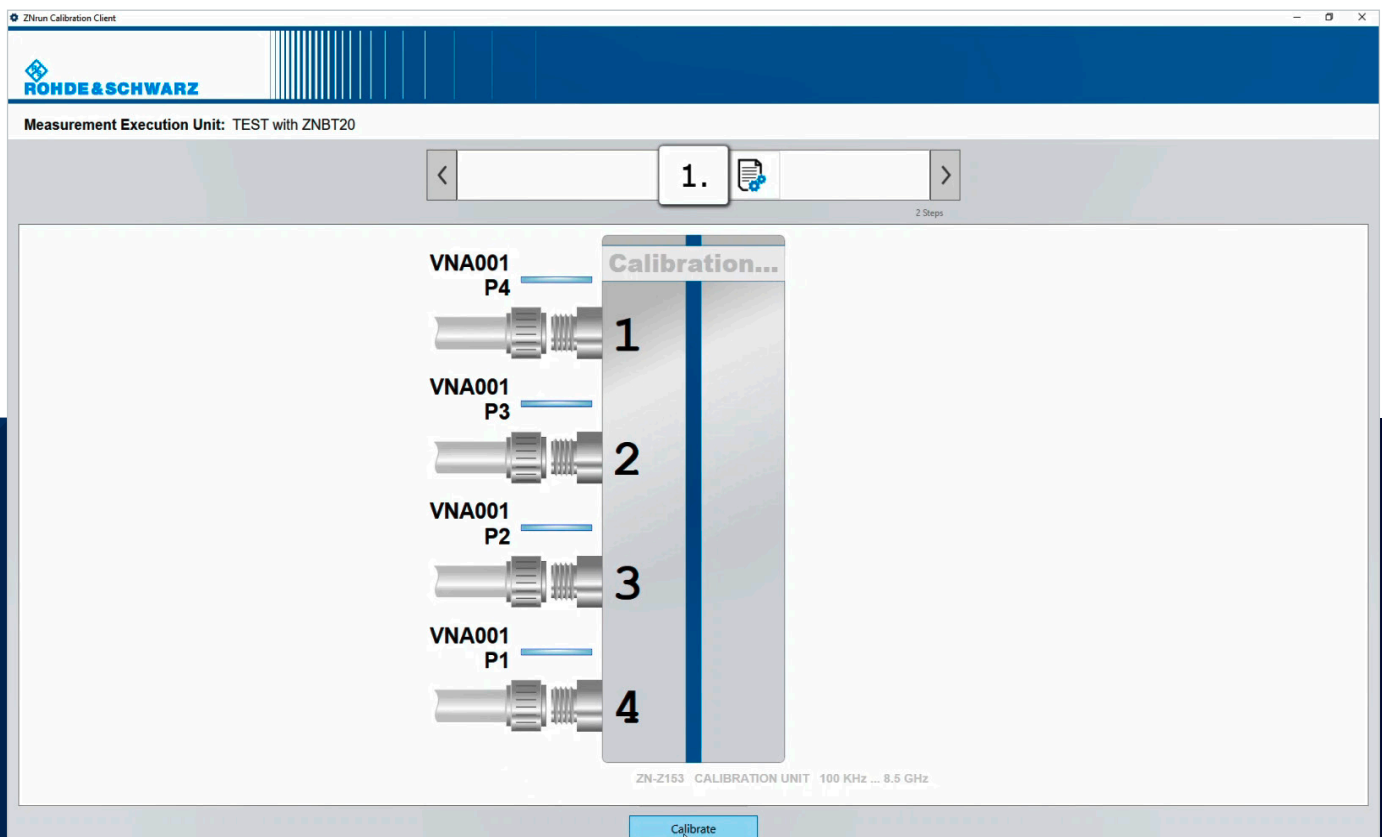 ZNrun Calibration Client
ROHDE&SCHWARZ
Measurement Execution Unit: TEST with ZNBT20
1.
2 Steps
Calibration...
VNA001
P4
1
VNA001
P3
2
VNA001
P2
3
VNA001
P1
4
ZN-Z153 CALIBRATION UNIT 100 KHz ... 8.5 GHz
Calibrate